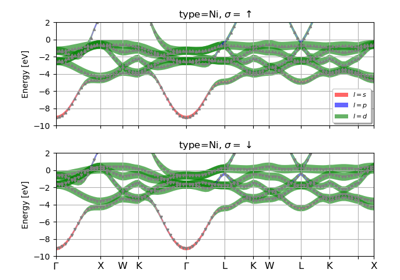 type=Ni, σ = ↑
Energy [eV]
2
0
−2
−4
−6
−8
−10
l = s
l = p
l = d
type=Ni, σ = ↓
Energy [eV]
2
0
−2
−4
−6
−8
−10
Γ X W K Γ L K W L X